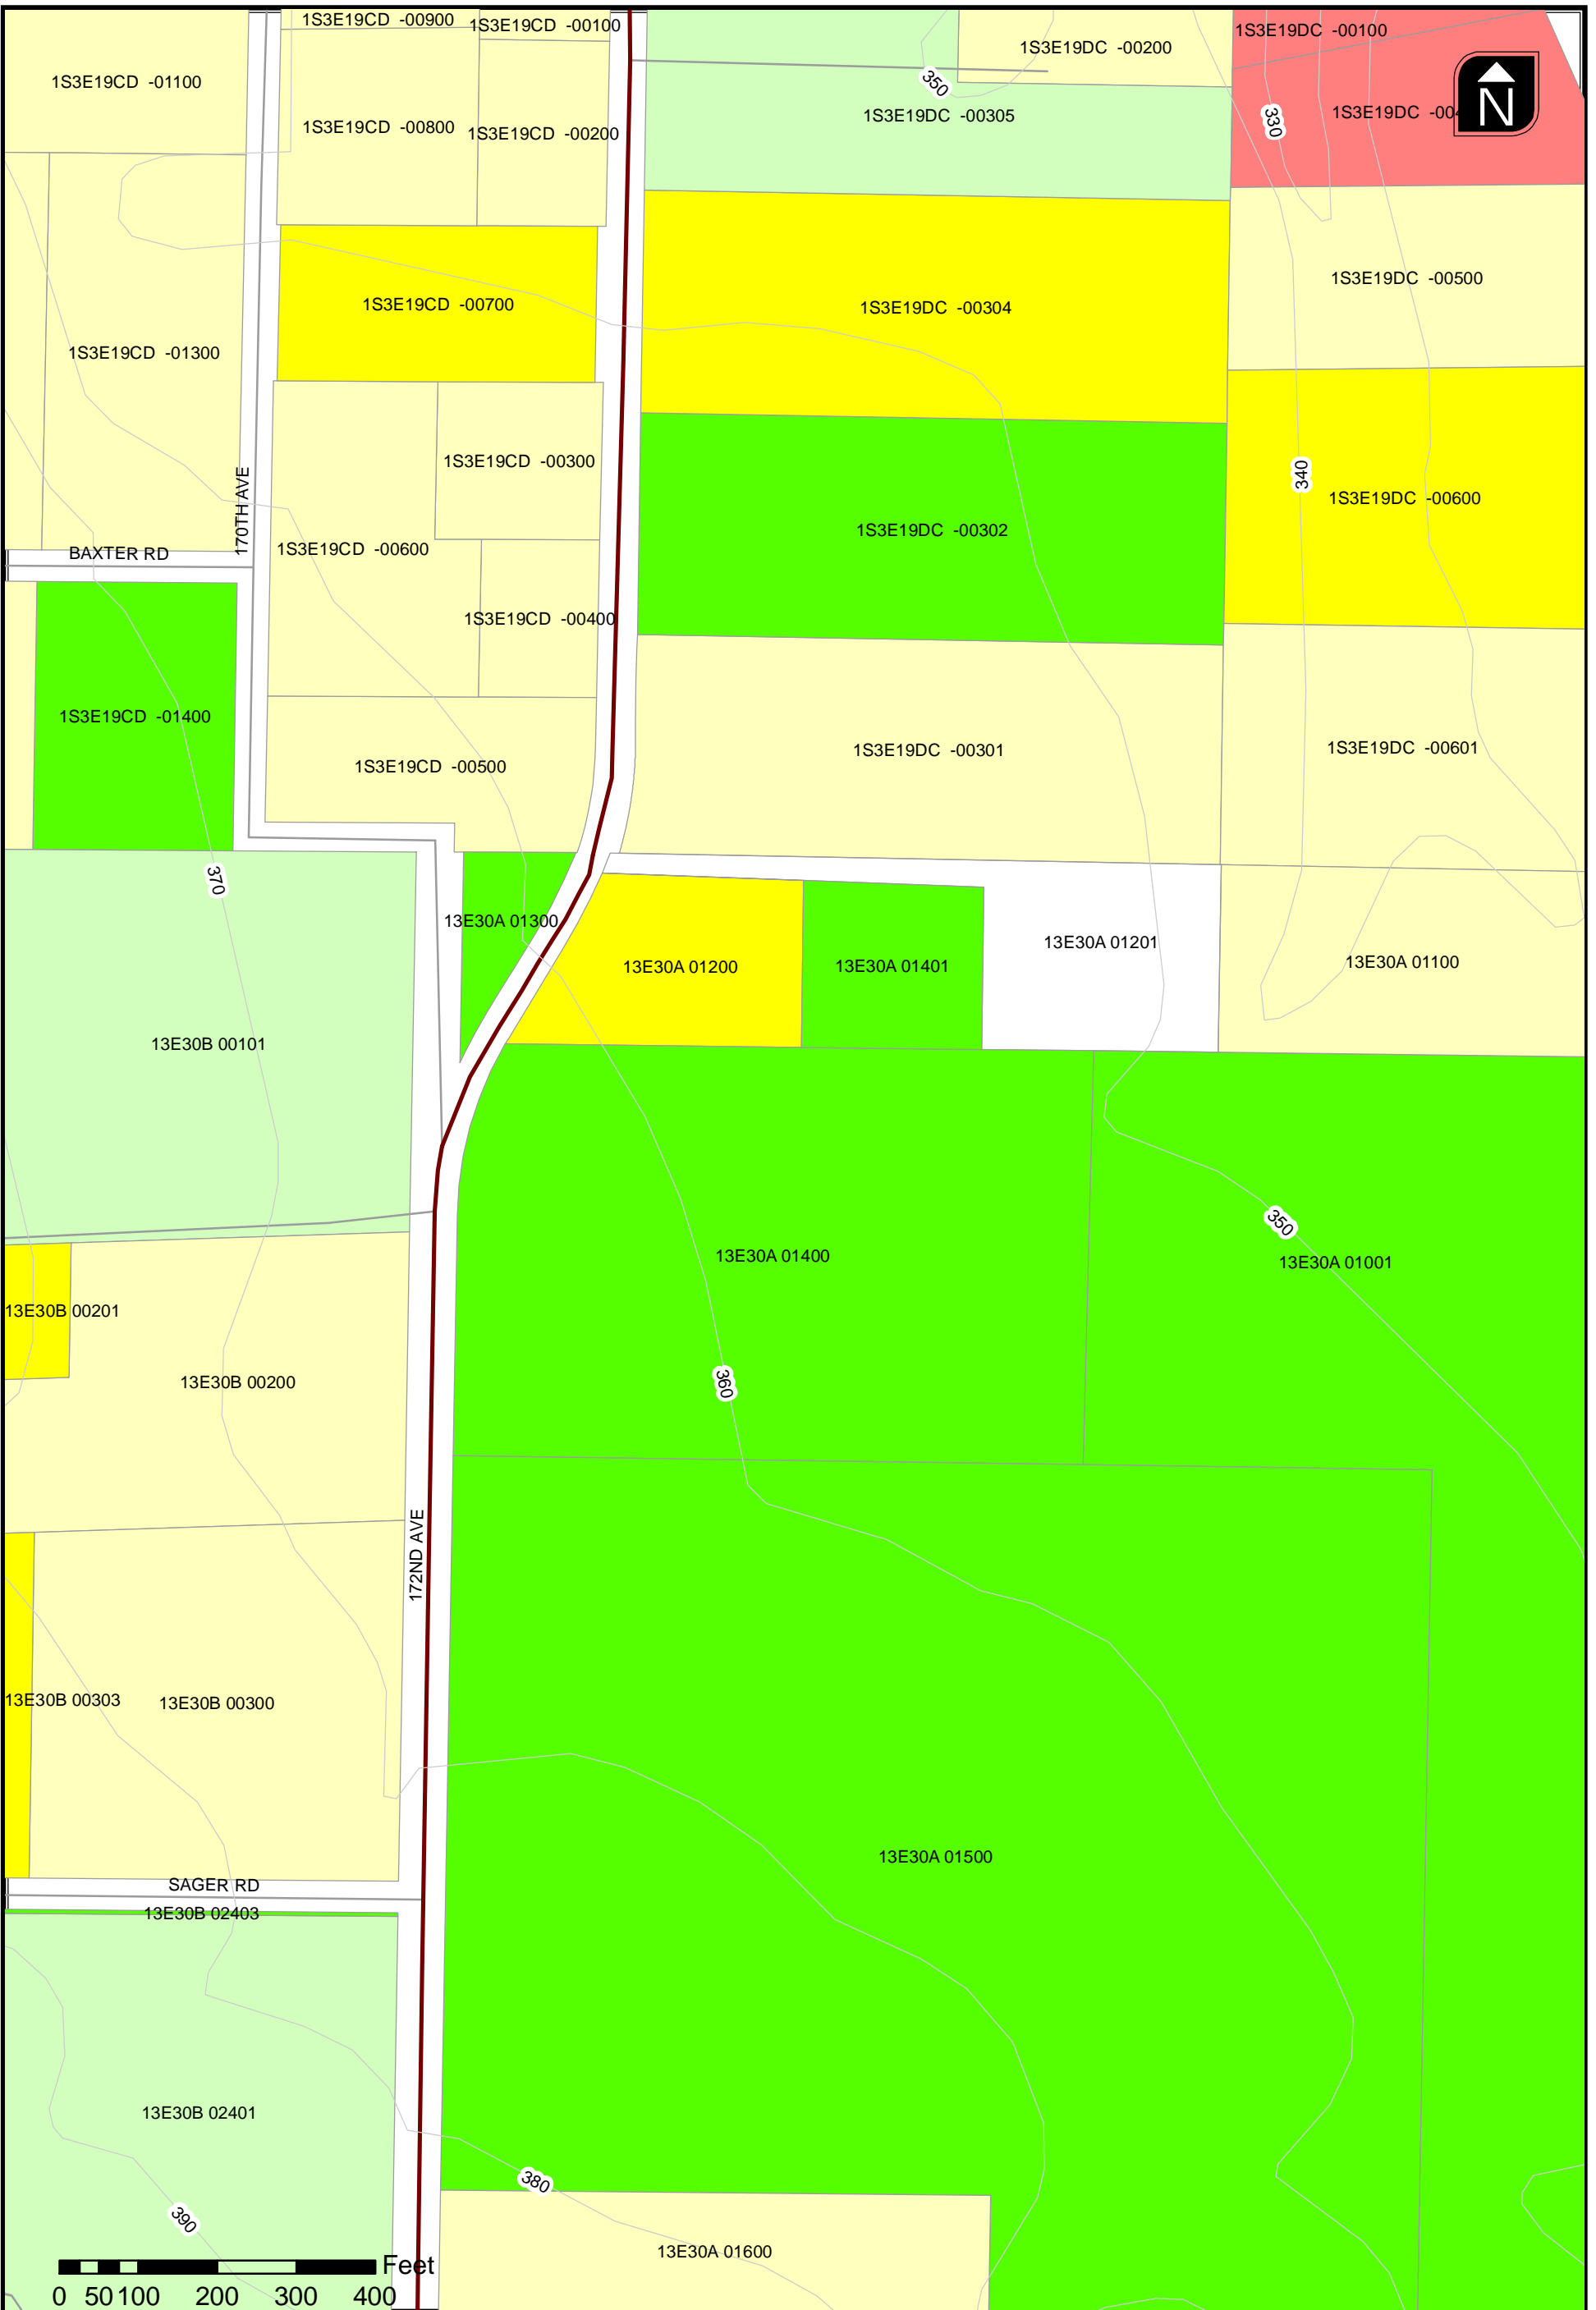 1S3E19CD -00900
1S3E19CD -00100
1S3E19DC -00100
1S3E19DC -00200
1S3E19CD -01100
350
1S3E19DC -00305
330
N
1S3E19CD -00800
1S3E19CD -00200
1S3E19DC
1S3E19DC -00500
1S3E19CD -00700
1S3E19DC -00304
1S3E19CD -01300
1S3E19CD -00300
340
170TH AVE
1S3E19DC -00600
1S3E19DC -00302
BAXTER RD
1S3E19CD -00600
1S3E19CD -00400
1S3E19CD -01400
1S3E19DC -00301
1S3E19DC -00601
1S3E19CD -00500
370
13E30A 01300
13E30A 01201
13E30A 01200
13E30A 01401
13E30A 01100
13E30B 00101
350
13E30A 01400
13E30A 01001
13E30B 00201
13E30B 00200
360
172ND AVE
13E30B 00303
13E30B 00300
13E30A 01500
SAGER RD
13E30B 02403
13E30B 02401
380
390
13E30A 01600
Feet
0 50 100 200 300 400